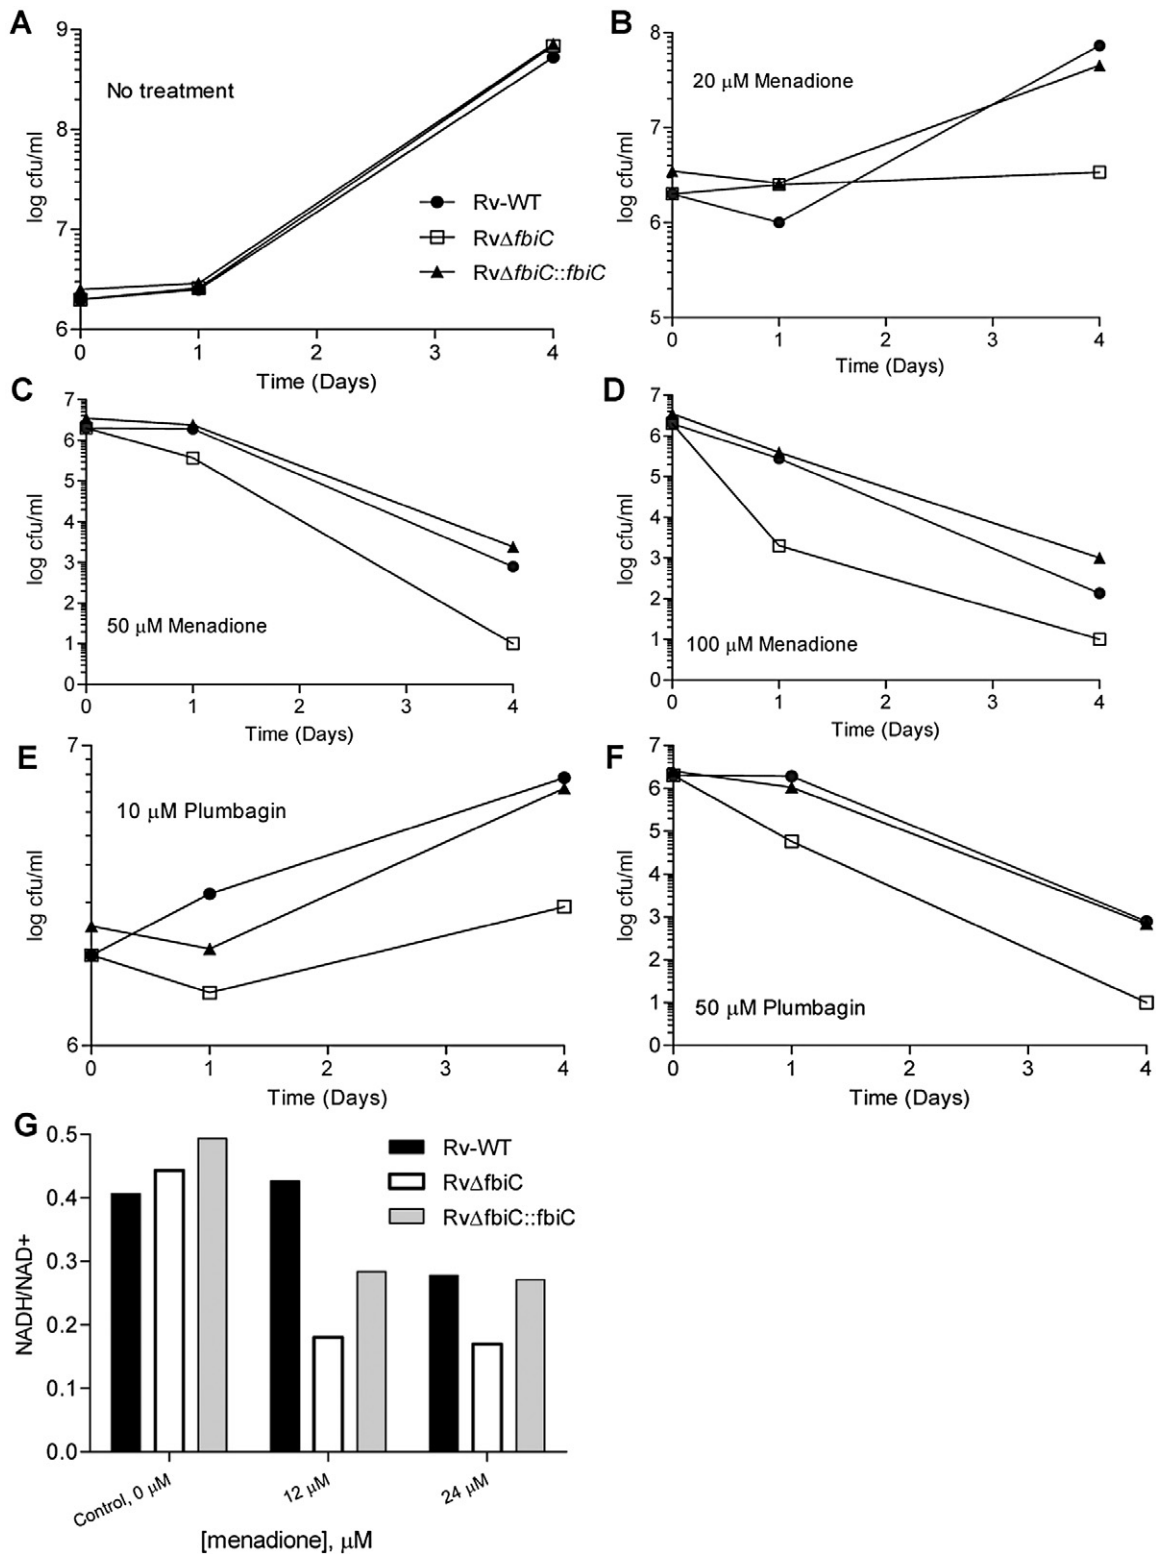 A
9
8
7
6
log cfu/ml
No treatment
Rv-WT
RvΔfbiC
RvΔfbiC::fbiC
0 1 2 3 4
Time (Days)
B
8
7
6
5
log cfu/ml
20 μM Menadione
0 1 2 3 4
Time (Days)
C
7
6
5
4
3
2
1
0
log cfu/ml
50 μM Menadione
0 1 2 3 4
Time (Days)
D
7
6
5
4
3
2
1
0
log cfu/ml
100 μM Menadione
0 1 2 3 4
Time (Days)
E
7
6
log cfu/ml
10 μM Plumbagin
0 1 2 3 4
Time (Days)
F
7
6
5
4
3
2
1
0
log cfu/ml
50 μM Plumbagin
0 1 2 3 4
Time (Days)
G
0.5
0.4
0.3
0.2
0.1
0.0
NADH/NAD+
Rv-WT
RvΔfbiC
RvΔfbiC::fbiC
Control, 0 μM 12 μM 24 μM
[menadione], μM